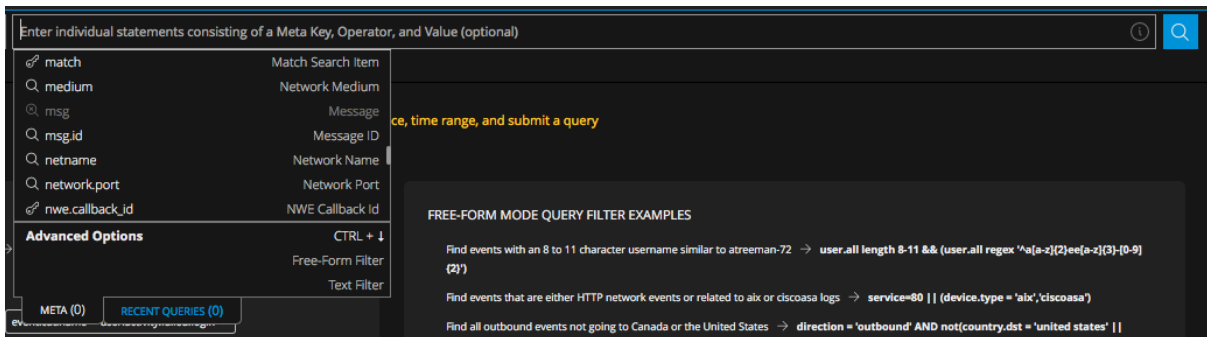 Enter individual statements consisting of a Meta Key, Operator, and Value (optional)
match Match Search Item
medium Network Medium
msg Message
ce, time range, and submit a query
msg.id Message ID
netname Network Name
network.port Network Port
nwe.callback_id NWE Callback Id
FREE-FORM MODE QUERY FILTER EXAMPLES
Advanced Options CTRL + ↓
Find events with an 8 to 11 character username similar to atreeman-72 → user.all length 8-11 && (user.all regex '^a[a-z]{2}ee[a-z]{3}-[0-9]
{2}')
Free-Form Filter
Text Filter
Find events that are either HTTP network events or related to aix or ciscoasa logs → service=80 || (device.type = 'aix','ciscoasa')
META (0) RECENT QUERIES (0)
Find all outbound events not going to Canada or the United States → direction = 'outbound' AND not(country.dst = 'united states' ||